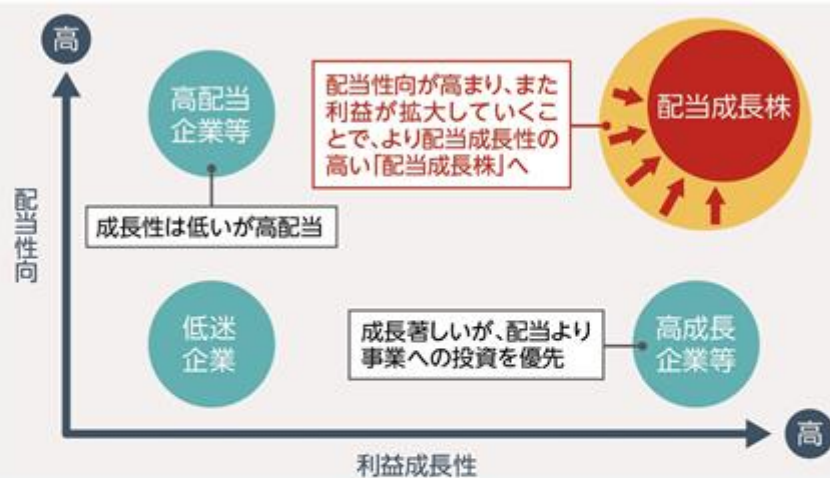 高
高配当
企業等
配当性向が高まり、また
利益が拡大していくこ
とで、より配当成長性の
高い「配当成長株」へ
配当成長株
成長性は低いが高配当
配当性向
低迷
企業
成長著しいが、配当より
事業への投資を優先
高成長
企業等
高
利益成長性